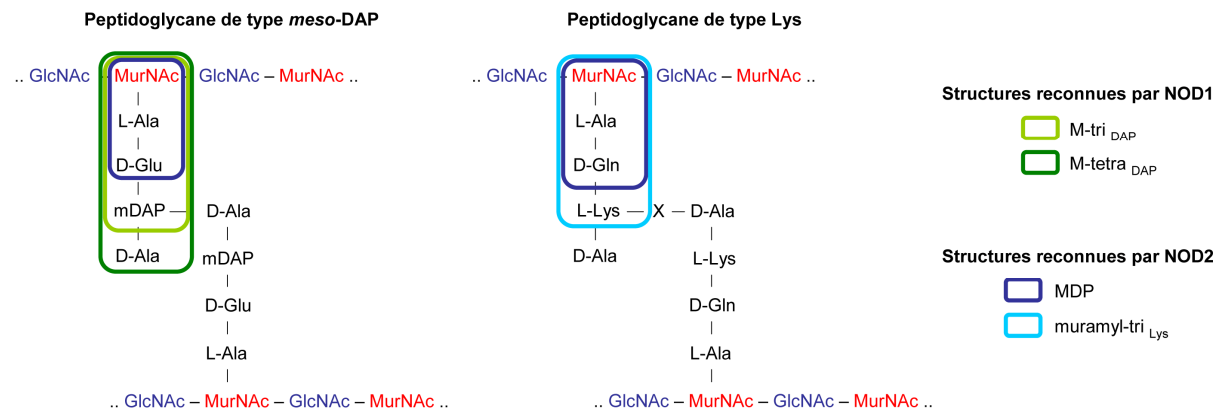 Peptidoglycane de type meso-DAP
.. GlcNAc – MurNAc – GlcNAc – MurNAc ..
L-Ala
D-Glu
mDAP — D-Ala
D-Ala
mDAP
D-Glu
L-Ala
.. GlcNAc – MurNAc – GlcNAc – MurNAc ..
Peptidoglycane de type Lys
.. GlcNAc – MurNAc – GlcNAc – MurNAc ..
L-Ala
D-Gln
L-Lys — X — D-Ala
D-Ala
L-Lys
D-Gln
L-Ala
.. GlcNAc – MurNAc – GlcNAc – MurNAc ..
Structures reconnues par NOD1
M-tri DAP
M-tetra DAP
Structures reconnues par NOD2
MDP
muramyl-tri Lys